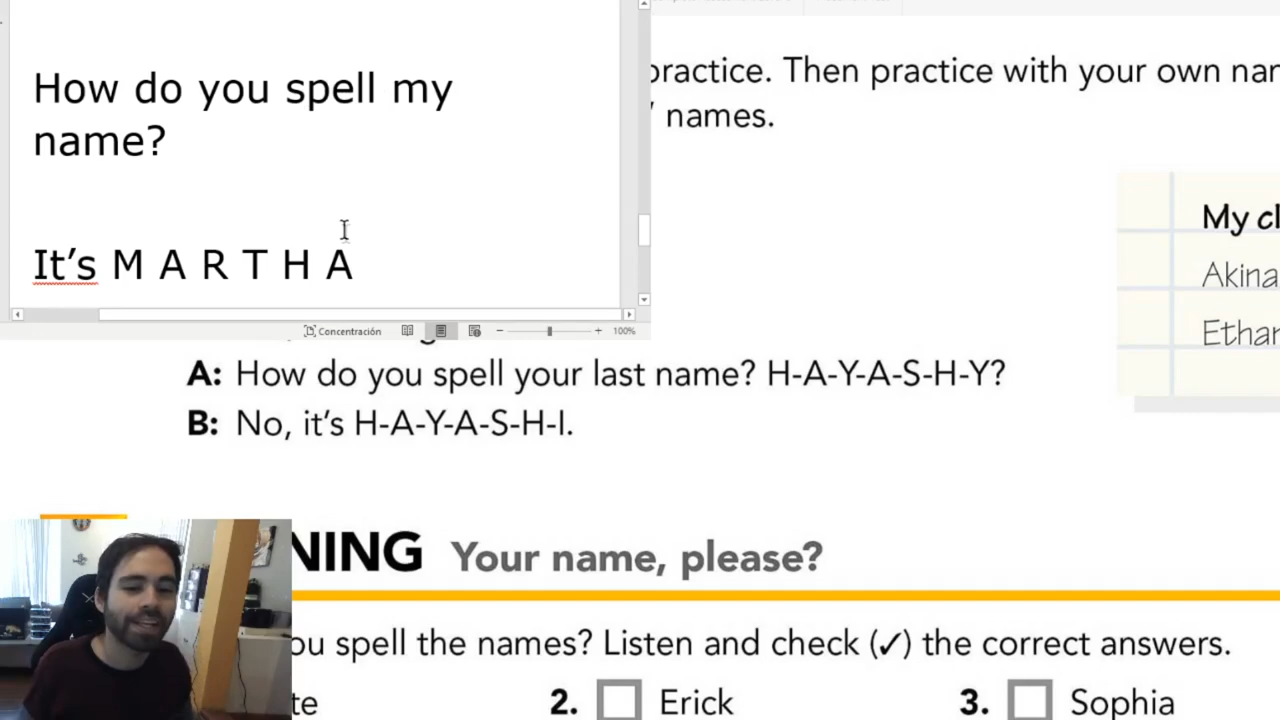 How do you spell my
name?
It's M A R T H A
Concentración
100%
practice. Then practice with your own
names.
My
Akina
Ethan
A: How do you spell your last name? H-A-Y-A-S-H-Y?
B: No, it's H-A-Y-A-S-H-I.
NING Your name, please?
ou spell the names? Listen and check (✓) the correct answers.
te
2. Erick
3. Sophia